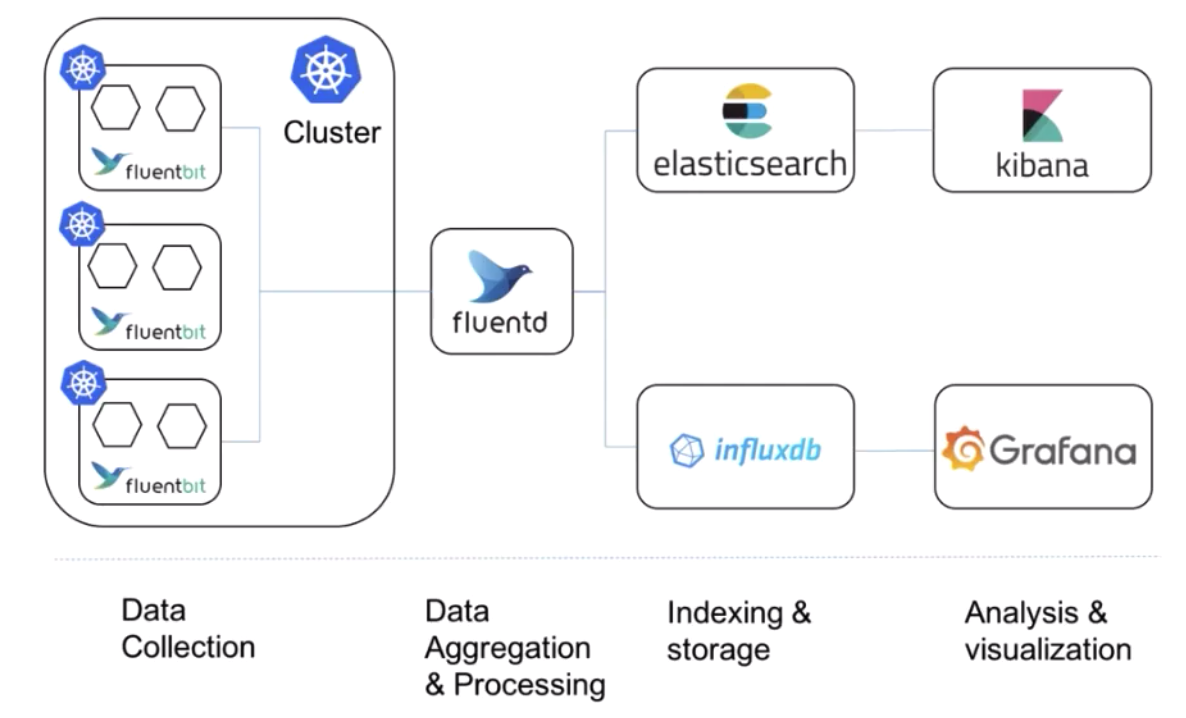 Cluster
fluentbit
fluentbit
fluentbit
fluentd
elasticsearch
kibana
influxdb
Grafana
Data
Collection
Data
Aggregation
& Processing
Indexing &
storage
Analysis &
visualization